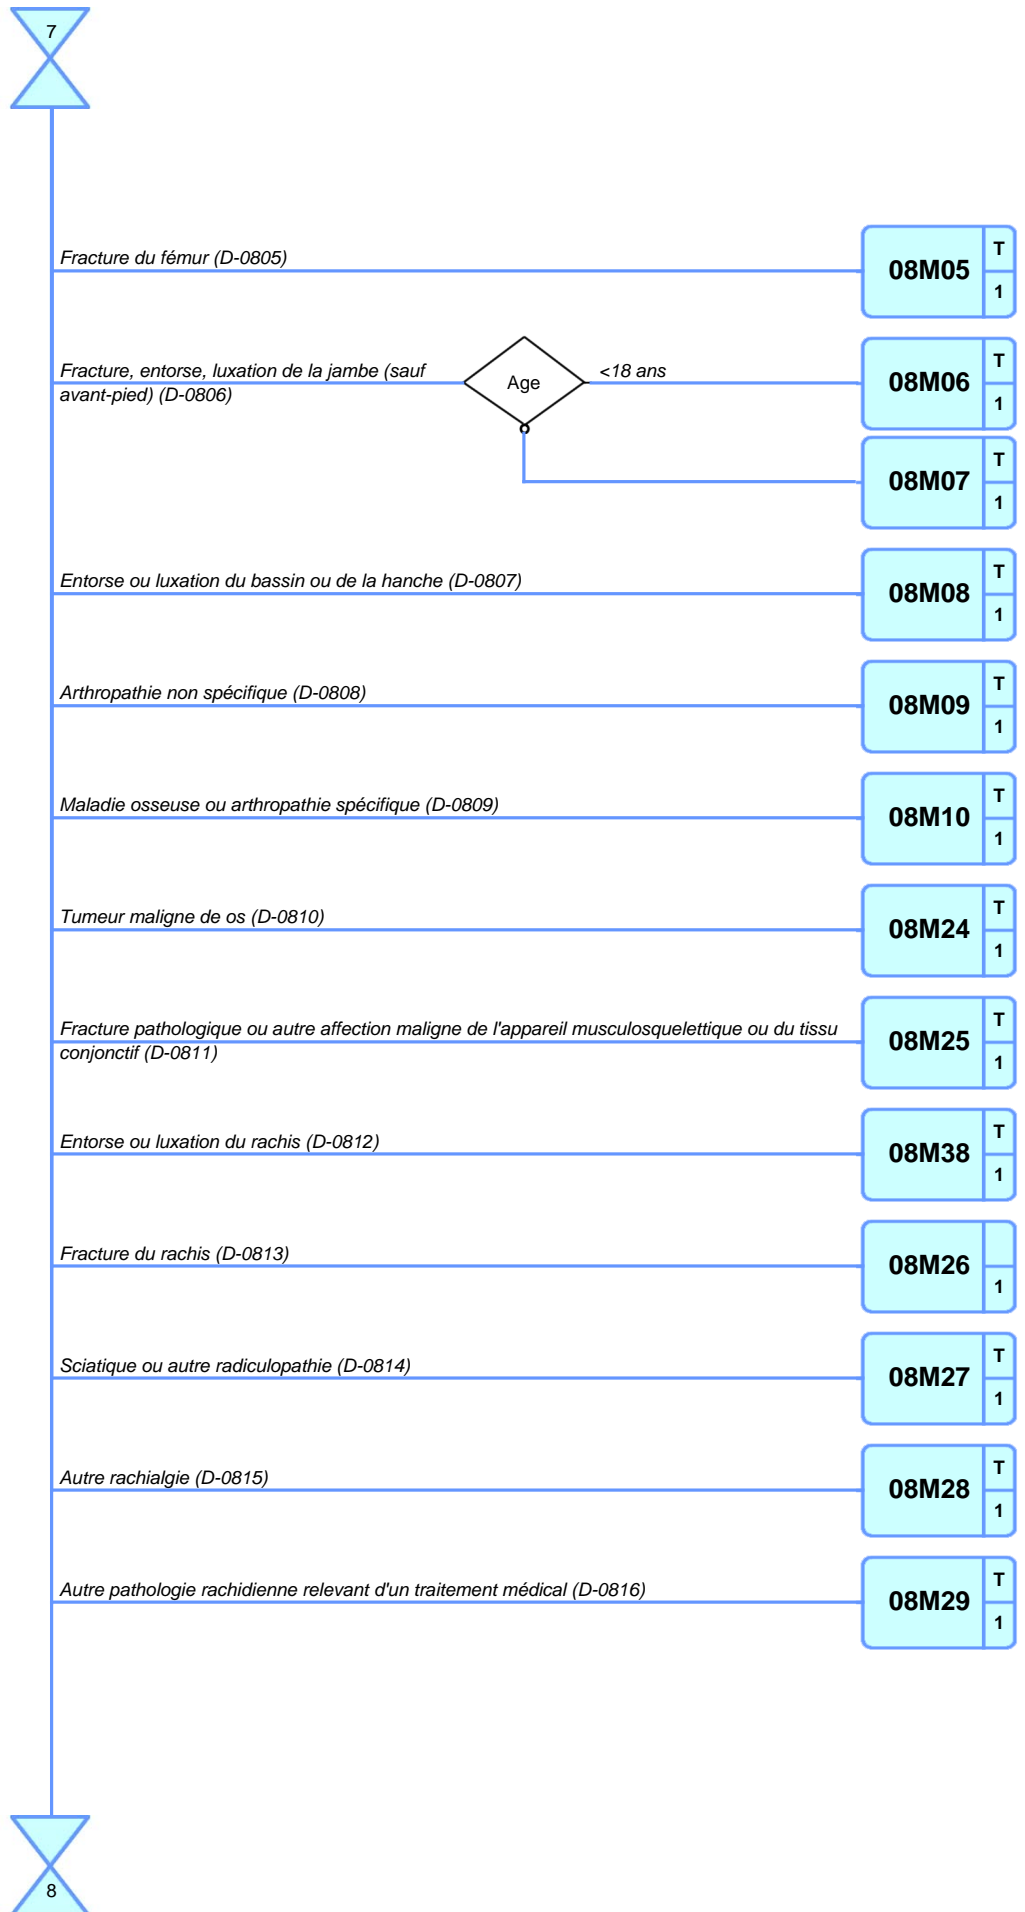 7
Fracture du fémur (D-0805)
08M05
T
1
Fracture, entorse, luxation de la jambe (sauf
avant-pied) (D-0806)
Age
<18 ans
08M06
T
1
08M07
T
1
Entorse ou luxation du bassin ou de la hanche (D-0807)
08M08
T
1
Arthropathie non spécifique (D-0808)
08M09
T
1
Maladie osseuse ou arthropathie spécifique (D-0809)
08M10
T
1
Tumeur maligne de os (D-0810)
08M24
T
1
Fracture pathologique ou autre affection maligne de l'appareil musculosquelettique ou du tissu
conjonctif (D-0811)
08M25
T
1
Entorse ou luxation du rachis (D-0812)
08M38
T
1
Fracture du rachis (D-0813)
08M26
1
Sciatique ou autre radiculopathie (D-0814)
08M27
T
1
Autre rachialgie (D-0815)
08M28
T
1
Autre pathologie rachidienne relevant d'un traitement médical (D-0816)
08M29
T
1
8